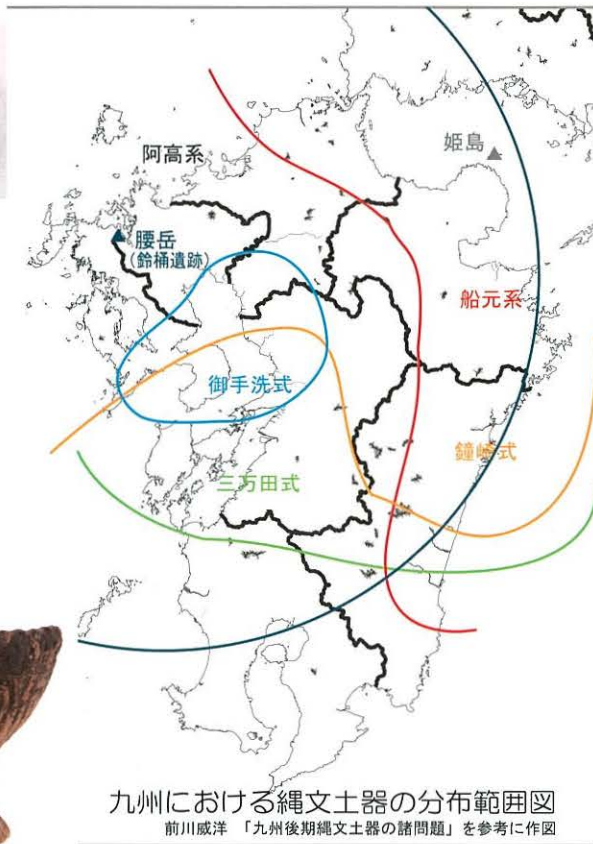 姫島
阿高系
腰岳
(鈴桶遺跡)
船元系
御手洗式
鐘崎式
三万田式
九州における縄文土器の分布範囲図
前川威洋 「九州後期縄文土器の諸問題」を参考に作図